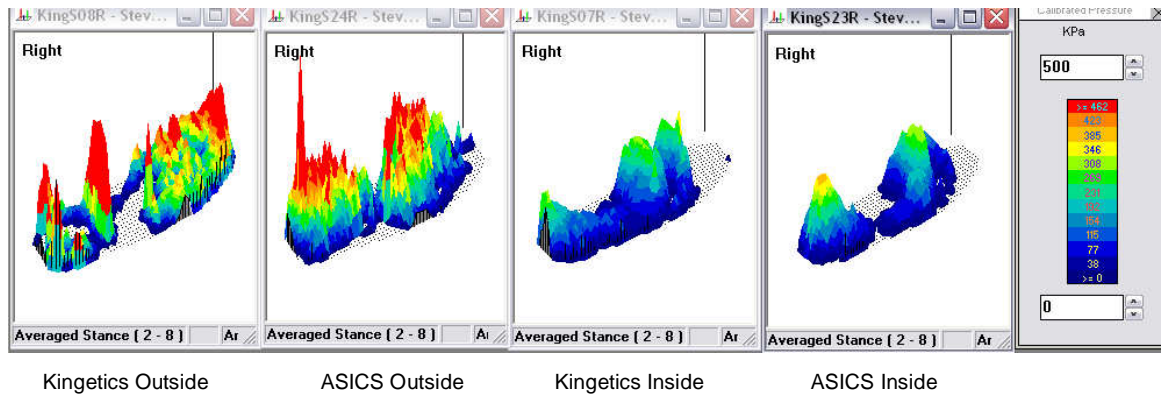 KingS08R - Stev...
Right
Averaged Stance ( 2 - 8 )
Ar
KingS24R - Stev...
Right
Averaged Stance ( 2 - 8 )
KingS07R - Stev...
Right
Averaged Stance ( 2 - 8 )
Ar
KingS23R - Stev...
Right
Averaged Stance ( 2 - 8 )
Ar
Calibrated Pressure
KPa
500
>= 462
423
385
346
308
269
231
192
154
115
77
38
>= 0
0
Kingetics Outside
ASICS Outside
Kingetics Inside
ASICS Inside